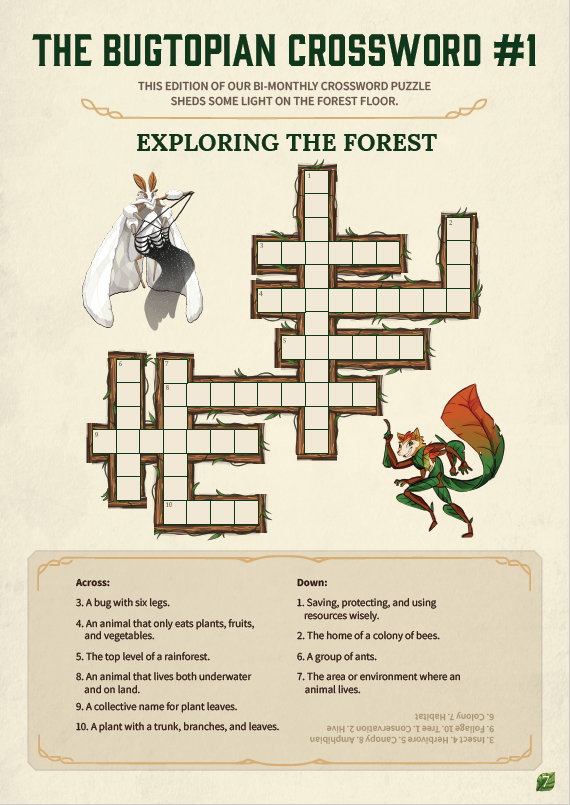 THE BUGTOPIAN CROSSWORD #1
THIS EDITION OF OUR BI-MONTHLY CROSSWORD PUZZLE
SHEDS SOME LIGHT ON THE FOREST FLOOR.
EXPLORING THE FOREST
1
2
3
4
5
6
7
8
9
10
Across:
3. A bug with six legs.
4. An animal that only eats plants, fruits,
and vegetables.
5. The top level of a rainforest.
8. An animal that lives both underwater
and on land.
9. A collective name for plant leaves.
10. A plant with a trunk, branches, and leaves.
Down:
1. Saving, protecting, and using
resources wisely.
2. The home of a colony of bees.
6. A group of ants.
7. The area or environment where an
animal lives.
3. Insect 4. Herbivore 5. Canopy 8. Amphibian
9. Foliage 10. Tree 1. Conservation 2. Hive
6. Colony 7. Habitat
7